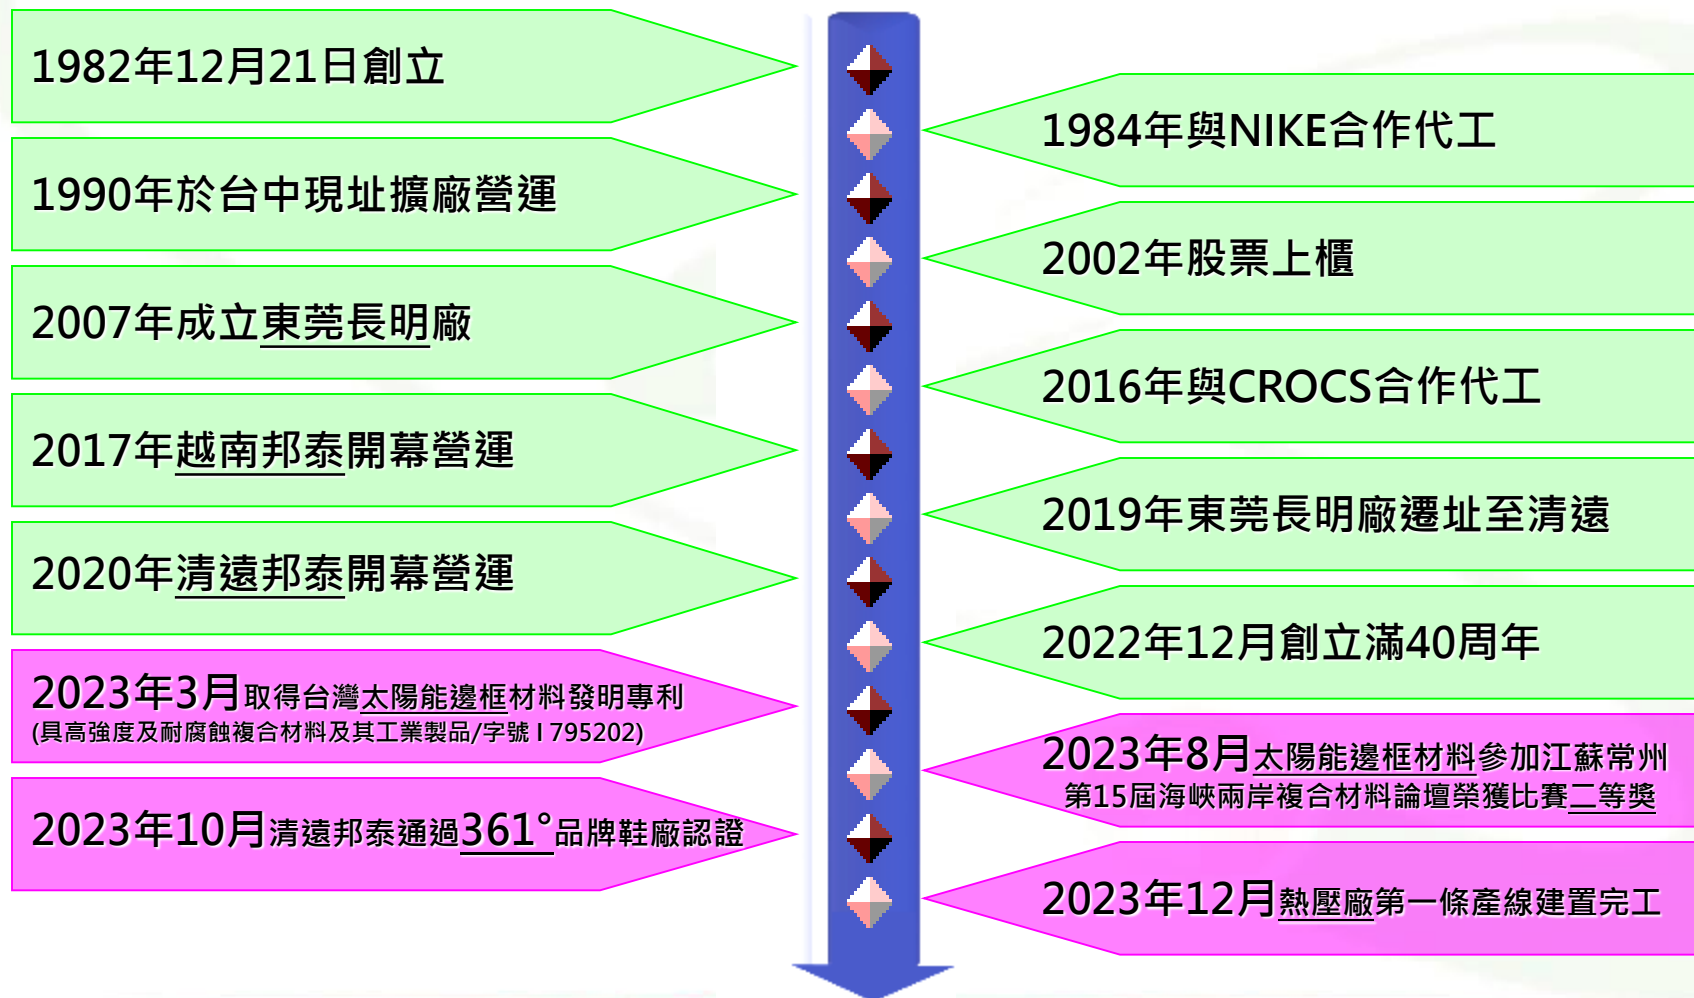 1982年12月21日創立
1984年與NIKE合作代工
1990年於台中現址擴廠營運
2002年股票上櫃
2007年成立東莞長明廠
2016年與CROCS合作代工
2017年越南邦泰開幕營運
2019年東莞長明廠遷址至清遠
2020年清遠邦泰開幕營運
2022年12月創立滿40周年
2023年3月取得台灣太陽能邊框材料發明專利
(具高強度及耐腐蝕複合材料及其工業製品/字號 I 795202)
2023年8月太陽能邊框材料參加江蘇常州
第15屆海峽兩岸複合材料論壇榮獲比賽二等獎
2023年10月清遠邦泰通過361°品牌鞋廠認證
2023年12月熱壓廠第一條產線建置完工